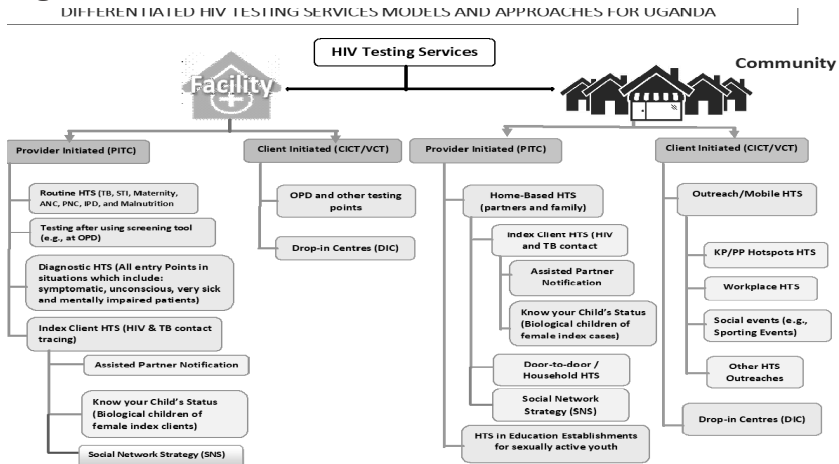 DIFFERENTIATED HIV TESTING SERVICES MODELS AND APPROACHES FOR UGANDA
HIV Testing Services
Facility
Community
Provider Initiated (PITC)
Routine HTS (TB, STI, Maternity,
ANC, PNC, IPD, and Malnutrition
Testing after using screening tool
(e.g., at OPD)
Diagnostic HTS (All entry Points in
situations which include:
symptomatic, unconscious, very sick
and mentally impaired patients)
Index Client HTS (HIV & TB contact
tracing)
Assisted Partner Notification
Know your Child's Status
(Biological children of
female index clients)
Social Network Strategy (SNS)
Client Initiated (CICT/VCT)
OPD and other testing
points
Drop-in Centres (DIC)
Provider Initiated (PITC)
Home-Based HTS
(partners and family)
Index Client HTS (HIV
and TB contact
Assisted Partner
Notification
Know your Child's Status
(Biological children of
female index cases)
Door-to-door /
Household HTS
Social Network
Strategy (SNS)
HTS in Education Establishments
for sexually active youth
Client Initiated (CICT/VCT)
Outreach/Mobile HTS
KP/PP Hotspots HTS
Workplace HTS
Social events (e.g.,
Sporting Events)
Other HTS
Outreaches
Drop-in Centres (DIC)